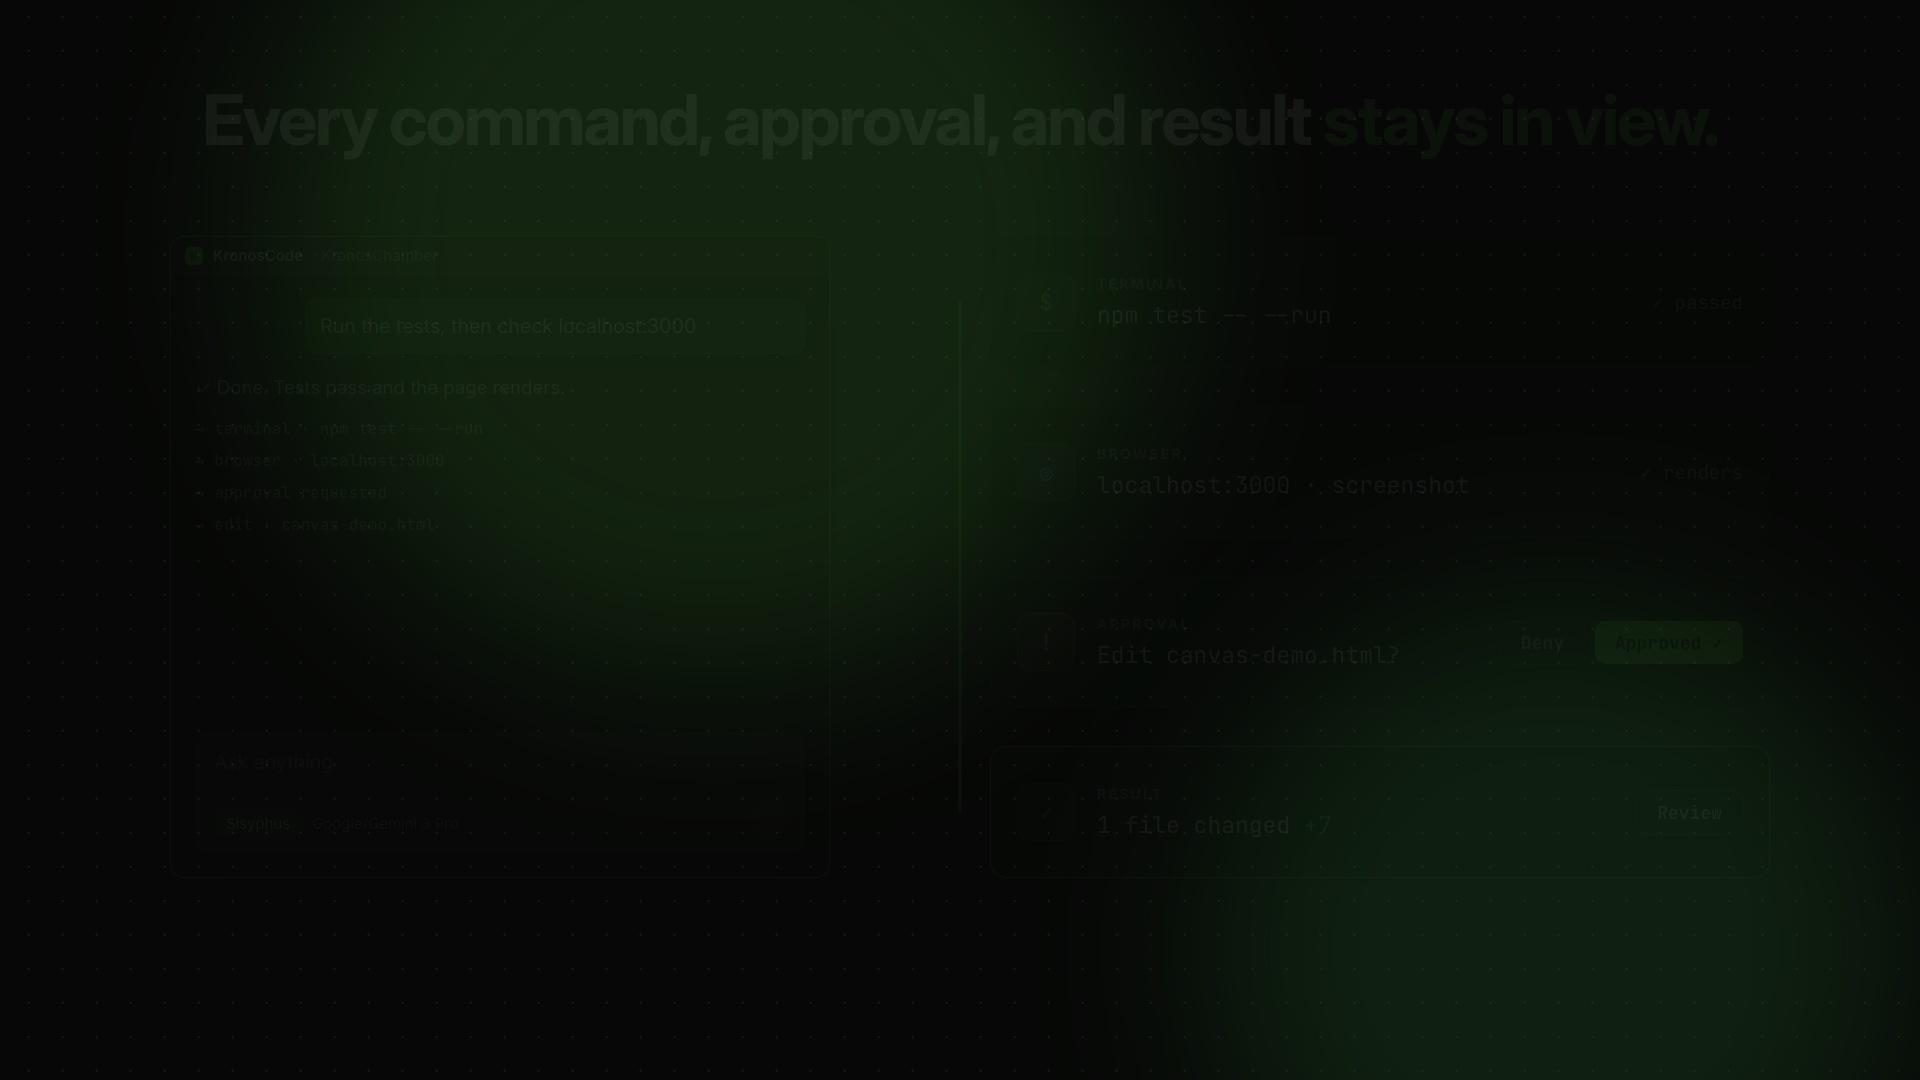 Every command, approval, and result stays in view.
KronosCode · KronosChamber
Run the tests, then check localhost:3000
✓ Done. Tests pass and the page renders.
→ terminal · npm test -- --run
→ browser · localhost:3000
→ approval requested
→ edit · canvas-demo.html
Ask anything
Sisyphus Google/Gemini 3 Pro
$ TERMINAL
npm test -- --run
✓ passed
◎ BROWSER
localhost:3000 · screenshot
✓ renders
! APPROVAL
Edit canvas-demo.html?
Deny Approved ✓
✓ RESULT
1 file changed +7
Review